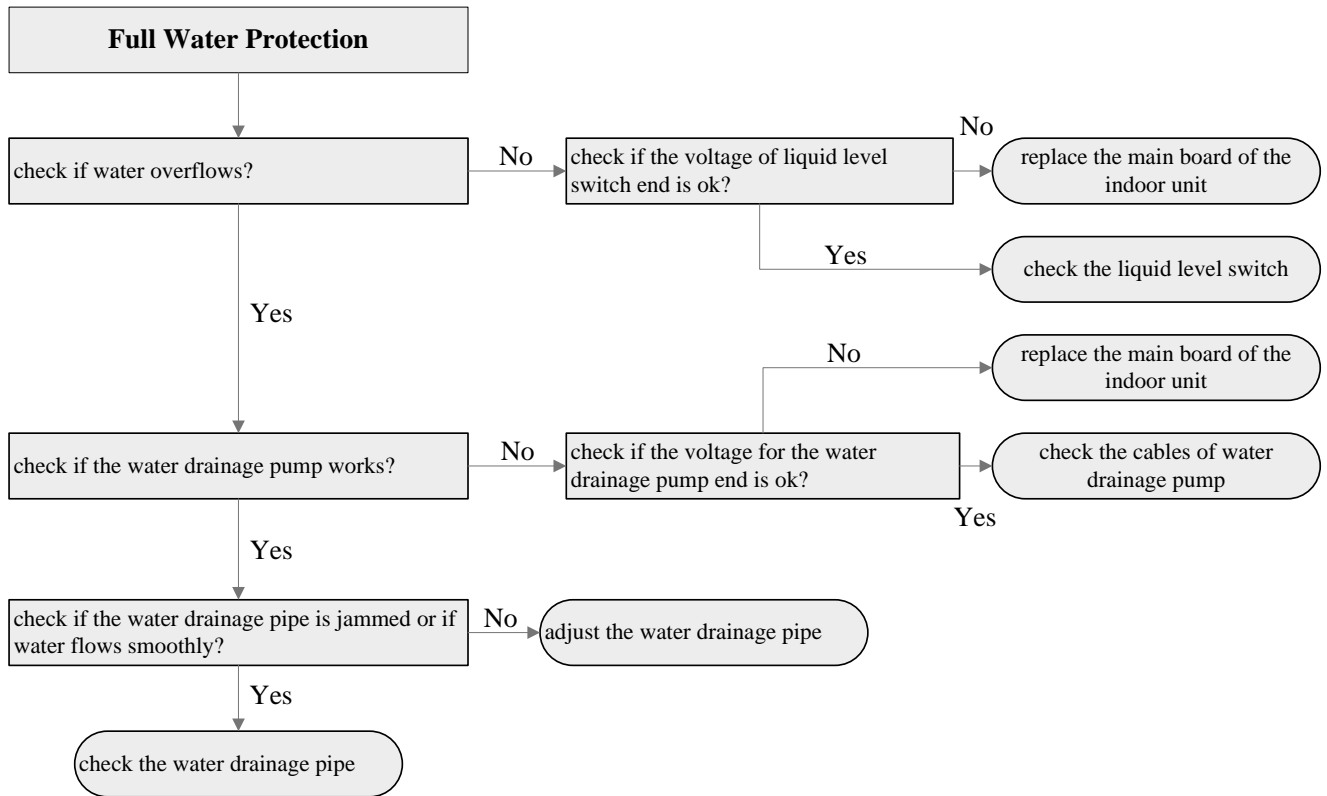 Full Water Protection
check if water overflows?
No
check if the voltage of liquid level
switch end is ok?
No
replace the main board of the
indoor unit
Yes
check the liquid level switch
Yes
No
replace the main board of the
indoor unit
check if the water drainage pump works?
No
check if the voltage for the water
drainage pump end is ok?
check the cables of water
drainage pump
Yes
Yes
check if the water drainage pipe is jammed or if
water flows smoothly?
No
adjust the water drainage pipe
Yes
check the water drainage pipe